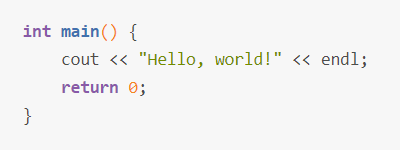 int main() {
    cout << "Hello, world!" << endl;
    return 0;
}